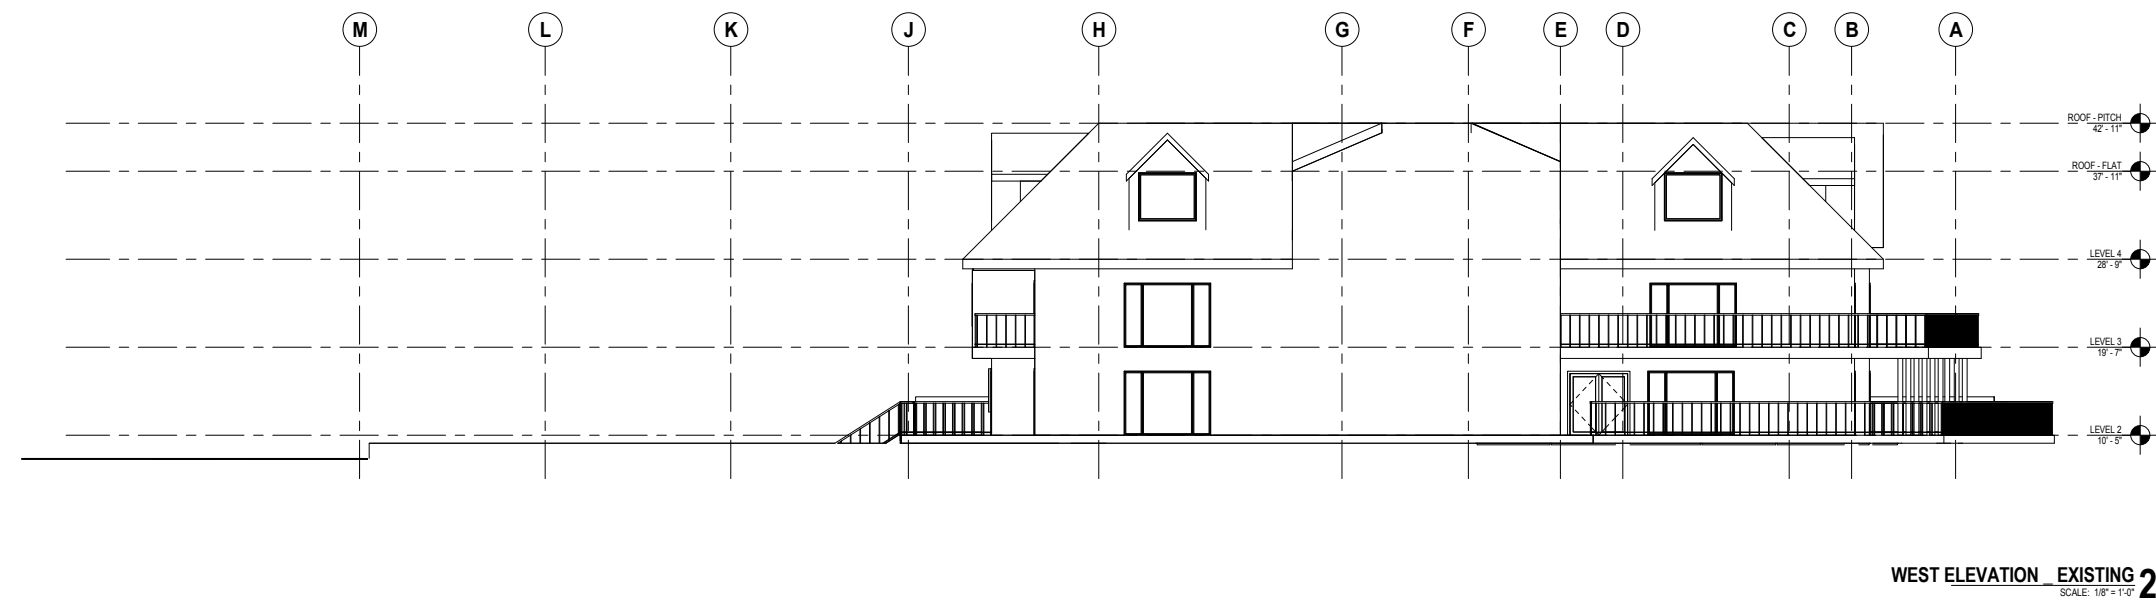 M L K J H G F E D C B A
ROOF - PITCH
42' - 11"
ROOF - FLAT
37' - 11"
LEVEL 4
28' - 9"
LEVEL 3
19' - 7"
LEVEL 2
10' - 5"
WEST ELEVATION _ EXISTING 2
SCALE: 1/8" = 1'-0"